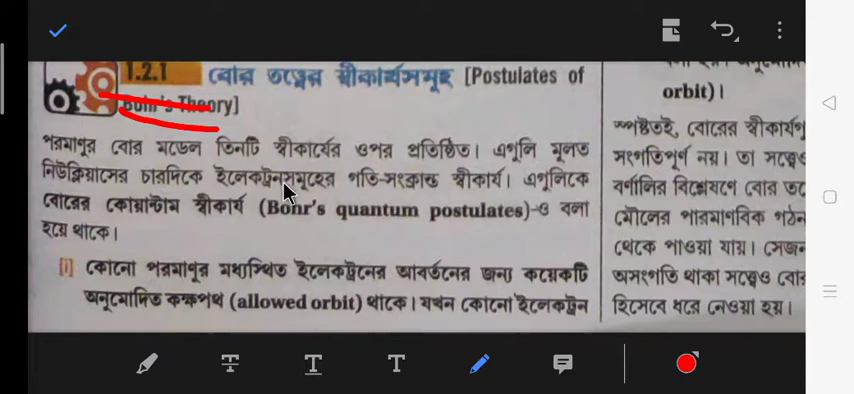 1.2.1 বোর তত্ত্বের স্বীকার্যসমূহ [Postulates of
Bohr's Theory]
পরমাণুর বোর মডেল তিনটি স্বীকার্যের ওপর প্রতিষ্ঠিত। এগুলি মূলত
নিউক্লিয়াসের চারদিকে ইলেকট্রনসমূহের গতি-সংক্রান্ত স্বীকার্য। এগুলিকে
বোরের কোয়ান্টাম স্বীকার্য (Bohr's quantum postulates)-ও বলা
হয়ে থাকে।
[i] কোনো পরমাণুর মধ্যস্থিত ইলেকট্রনের আবর্তনের জন্য কয়েকটি
অনুমোদিত কক্ষপথ (allowed orbit) থাকে। যখন কোনো ইলেকট্রন
orbit)।
স্পষ্টতই, বোরের স্বীকার্যগু
সংগতিপূর্ণ নয়। তা সত্ত্বেও
বর্ণালির বিশ্লেষণে বোর তত্ত
মৌলের পারমাণবিক গঠন
থেকে পাওয়া যায়। সেজন
অসংগতি থাকা সত্ত্বেও বোর
হিসেবে ধরে নেওয়া হয়।
T T T